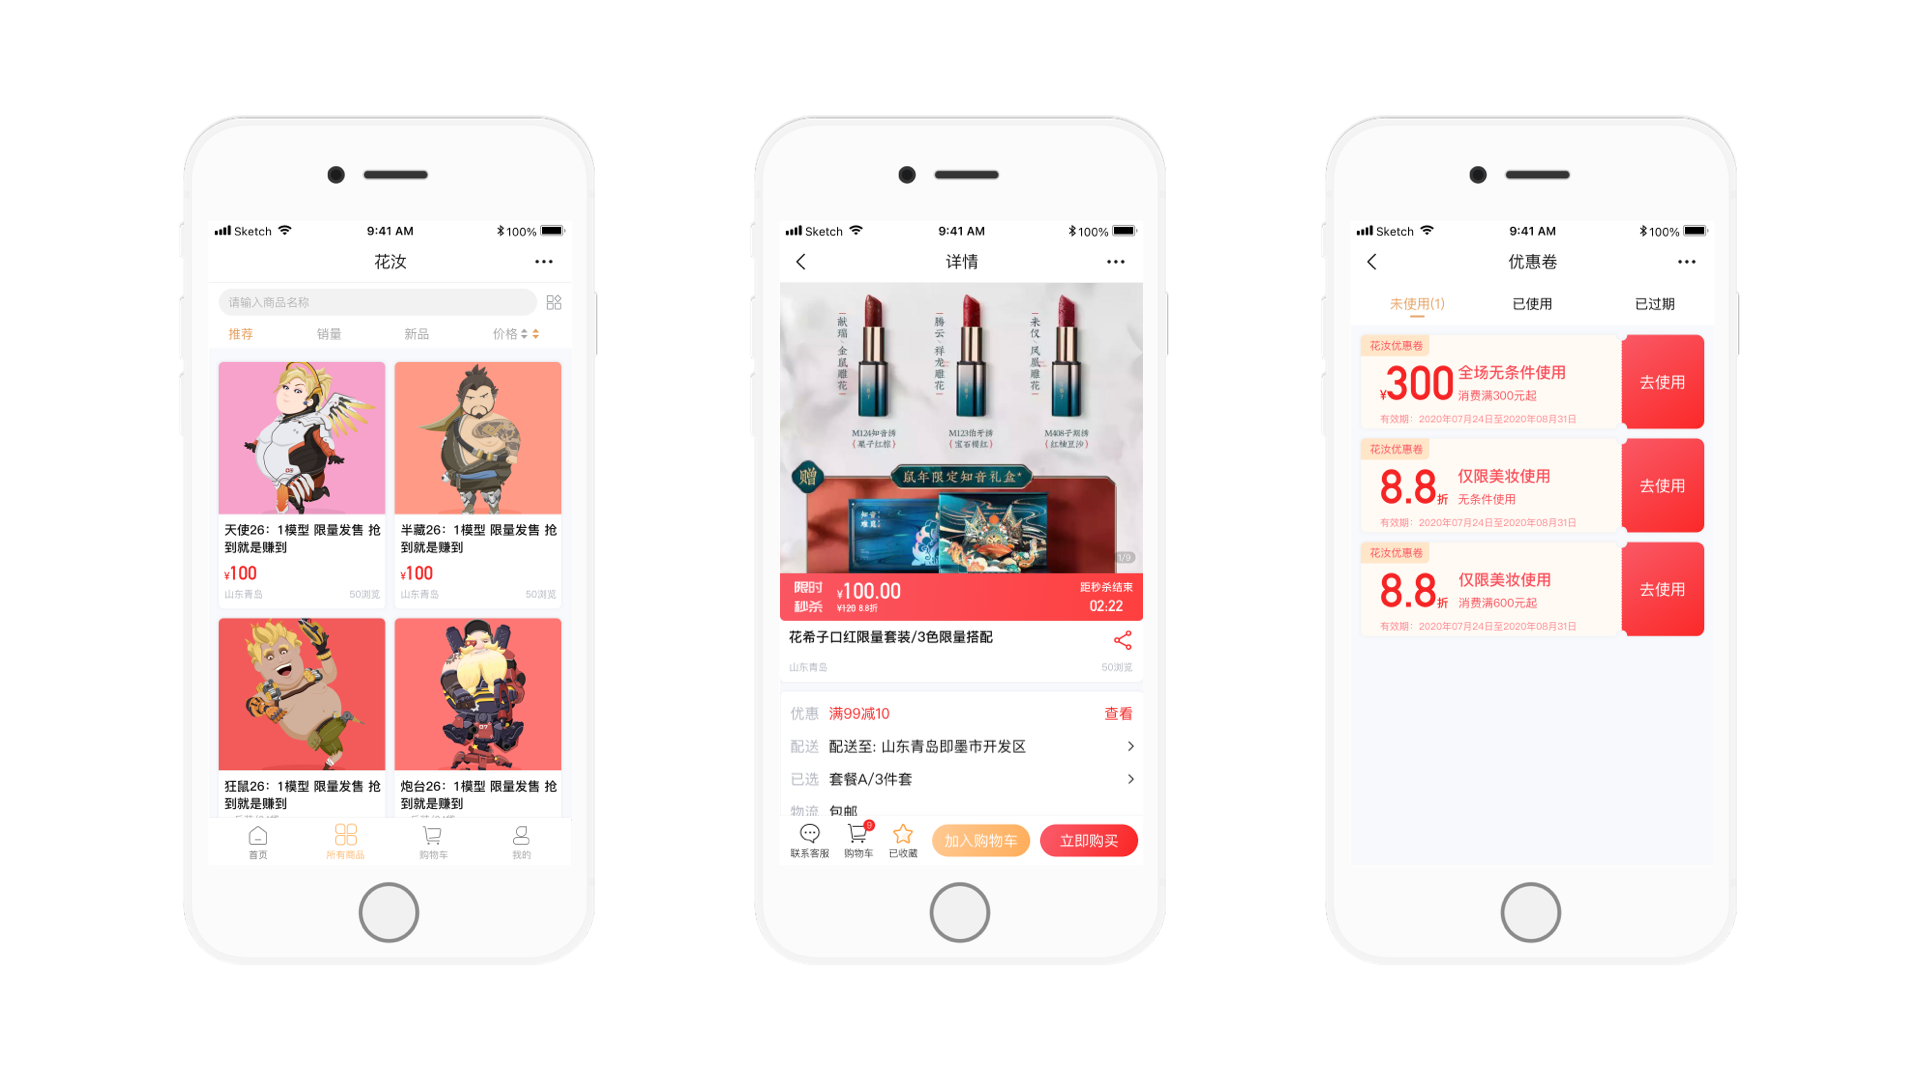 Sketch 9:41 AM 100%
花汝
请输入商品名称
推荐 销量 新品 价格
天使26：1模型 限量发售 抢
到就是赚到
¥100
山东青岛 50浏览
半藏26：1模型 限量发售 抢
到就是赚到
¥100
山东青岛 50浏览
狂鼠26：1模型 限量发售 抢
到就是赚到
炮台26：1模型 限量发售 抢
到就是赚到
首页 所有商品 购物车 我的
Sketch 9:41 AM 100%
详情
献瑞·金鼠雕花
腾云·祥龙雕花
来仪·凤凰雕花
M124知音绣
（果子红棕）
M408子期绣
（红柚豆沙）
赠
鼠年限定知音礼盒*
1/9
限时
秒杀
¥100.00
¥120 8.8折
距秒杀结束
02:22
花希子口红限量套装/3色限量搭配
山东青岛 50浏览
优惠 满99减10 查看
配送 配送至: 山东青岛即墨市开发区
已选 套餐A/3件套
物流 包邮
9
联系客服 购物车 已收藏 加入购物车 立即购买
Sketch 9:41 AM 100%
优惠卷
未使用(1) 已使用 已过期
花汝优惠卷
¥300 全场无条件使用
消费满300元起
有效期：2020年07月24日至2020年08月31日
去使用
花汝优惠卷
8.8折 仅限美妆使用
无条件使用
有效期：2020年07月24日至2020年08月31日
去使用
花汝优惠卷
8.8折 仅限美妆使用
消费满600元起
有效期：2020年07月24日至2020年08月31日
去使用